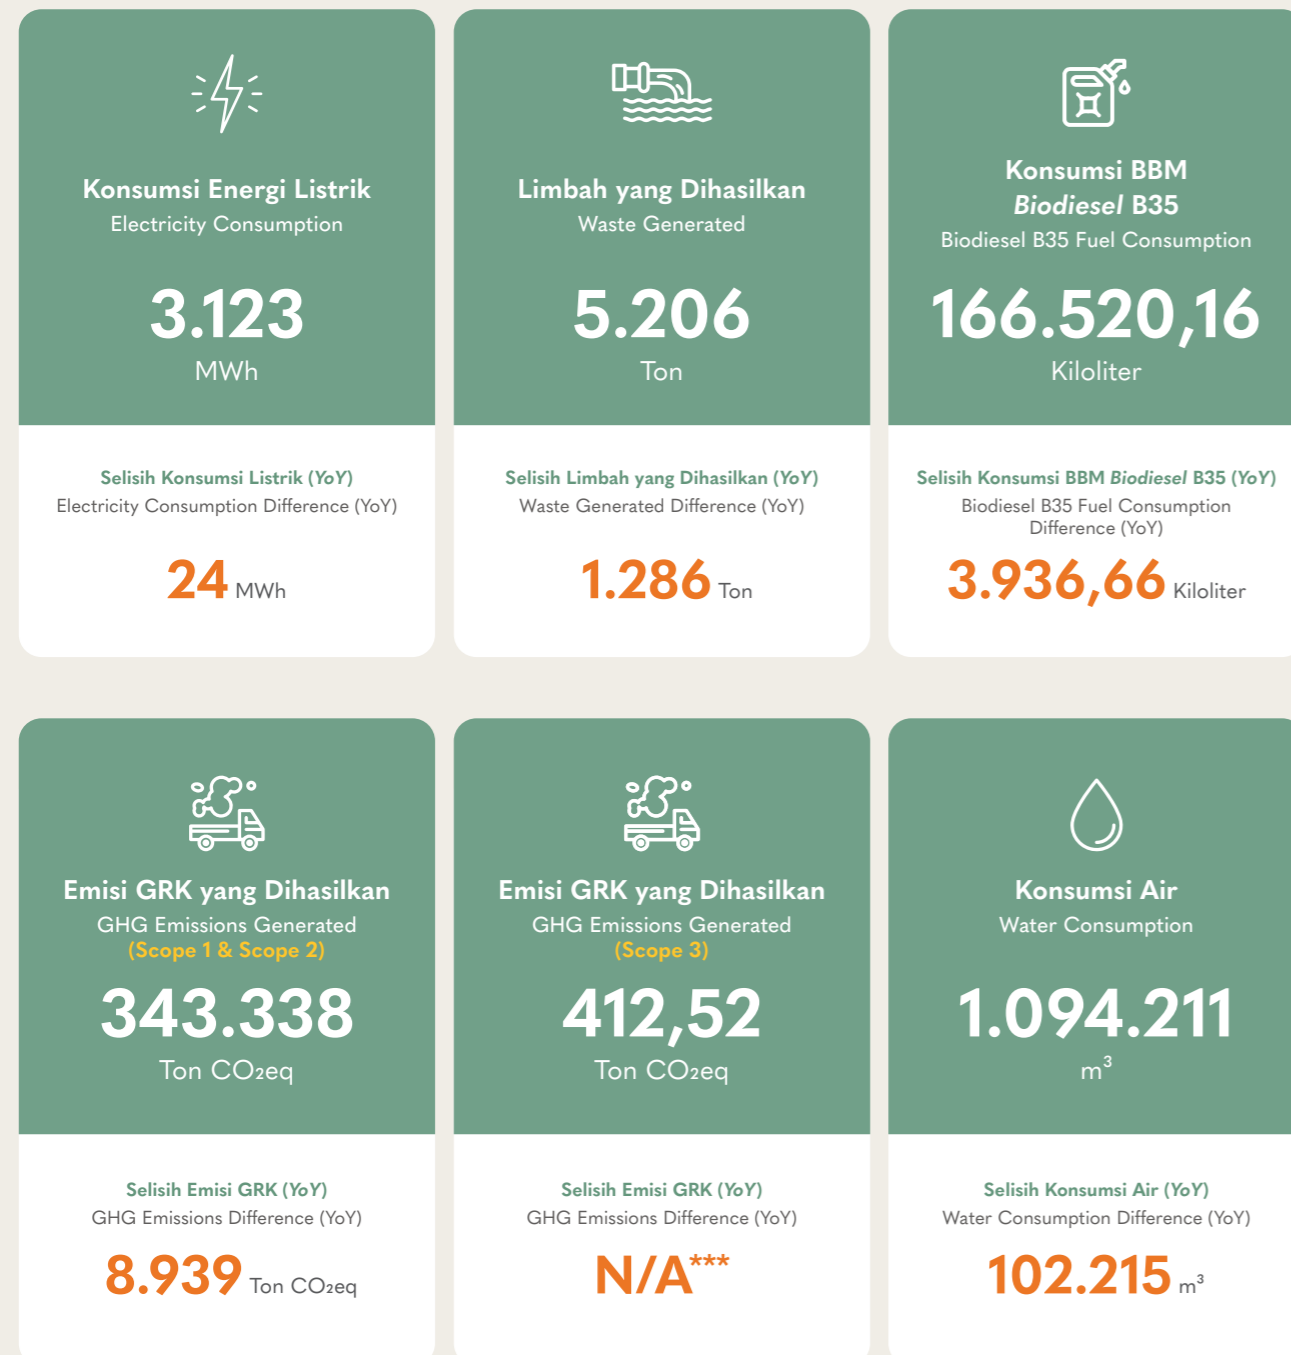 Konsumsi Energi Listrik
Electricity Consumption
3.123
MWh
Selisih Konsumsi Listrik (YoY)
Electricity Consumption Difference (YoY)
24 MWh
Limbah yang Dihasilkan
Waste Generated
5.206
Ton
Selisih Limbah yang Dihasilkan (YoY)
Waste Generated Difference (YoY)
1.286 Ton
Konsumsi BBM
Biodiesel B35
Biodiesel B35 Fuel Consumption
166.520,16
Kiloliter
Selisih Konsumsi BBM Biodiesel B35 (YoY)
Biodiesel B35 Fuel Consumption
Difference (YoY)
3.936,66 Kiloliter
Emisi GRK yang Dihasilkan
GHG Emissions Generated
(Scope 1 & Scope 2)
343.338
Ton CO₂eq
Selisih Emisi GRK (YoY)
GHG Emissions Difference (YoY)
8.939 Ton CO₂eq
Emisi GRK yang Dihasilkan
GHG Emissions Generated
(Scope 3)
412,52
Ton CO₂eq
Selisih Emisi GRK (YoY)
GHG Emissions Difference (YoY)
N/A***
Konsumsi Air
Water Consumption
1.094.211
m³
Selisih Konsumsi Air (YoY)
Water Consumption Difference (YoY)
102.215 m³